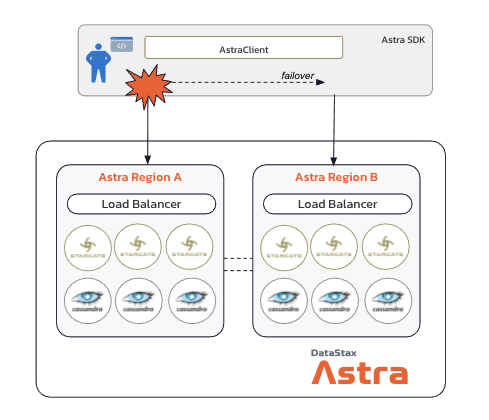 Astra SDK
AstraClient
failover
Astra Region A
Astra Region B
Load Balancer
Load Balancer
STARGATE STARGATE STARGATE
STARGATE STARGATE STARGATE
cassandra cassandra cassandra
cassandra cassandra cassandra
DataStax
Astra